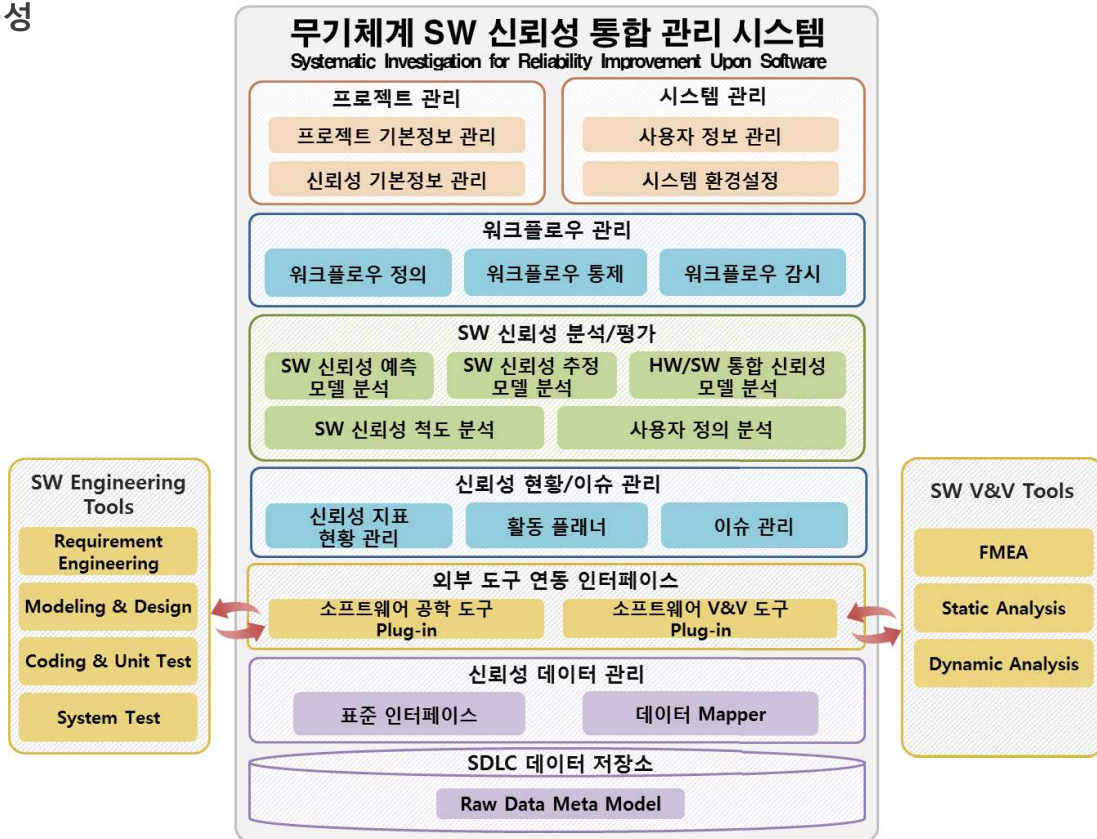 성
무기체계 SW 신뢰성 통합 관리 시스템
Systematic Investigation for Reliability Improvement Upon Software
프로젝트 관리
프로젝트 기본정보 관리
신뢰성 기본정보 관리
시스템 관리
사용자 정보 관리
시스템 환경설정
워크플로우 관리
워크플로우 정의
워크플로우 통제
워크플로우 감시
SW 신뢰성 분석/평가
SW 신뢰성 예측
모델 분석
SW 신뢰성 추정
모델 분석
HW/SW 통합 신뢰성
모델 분석
SW 신뢰성 척도 분석
사용자 정의 분석
신뢰성 현황/이슈 관리
신뢰성 지표
현황 관리
활동 플래너
이슈 관리
외부 도구 연동 인터페이스
소프트웨어 공학 도구
Plug-in
소프트웨어 V&V 도구
Plug-in
신뢰성 데이터 관리
표준 인터페이스
데이터 Mapper
SDLC 데이터 저장소
Raw Data Meta Model
SW Engineering
Tools
Requirement
Engineering
Modeling & Design
Coding & Unit Test
System Test
SW V&V Tools
FMEA
Static Analysis
Dynamic Analysis